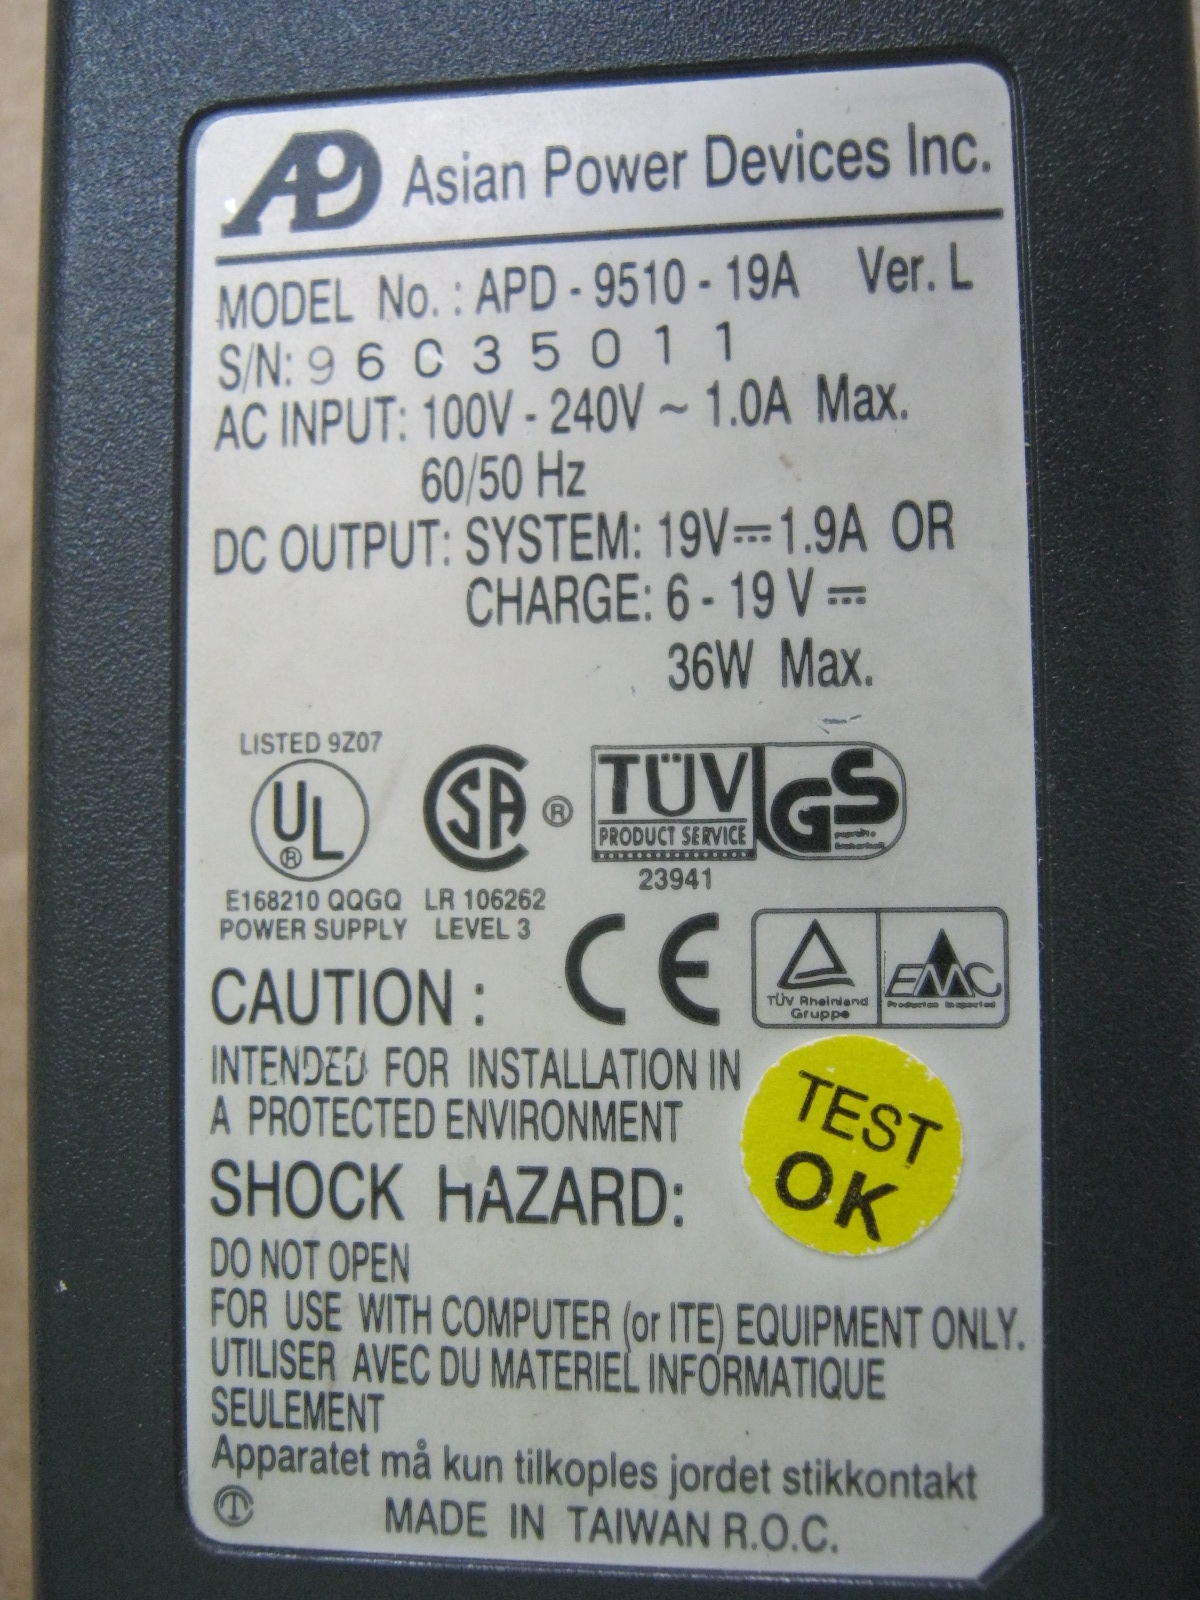 APD Asian Power Devices Inc.
MODEL No. : APD - 9510 - 19A Ver. L
S/N: 96C35011
AC INPUT: 100V - 240V ~ 1.0A Max.
60/50 Hz
DC OUTPUT: SYSTEM: 19V⎓1.9A OR
CHARGE: 6 - 19 V⎓
36W Max.
LISTED 9Z07
UL ®
E168210 QQGQ
POWER SUPPLY
SA ®
LR 106262
LEVEL 3
TÜV
PRODUCT SERVICE
GS
23941
CE
TÜV Rheinland
Gruppe
EMC
CAUTION :
INTENDED FOR INSTALLATION IN
A PROTECTED ENVIRONMENT
TEST
OK
SHOCK HAZARD:
DO NOT OPEN
FOR USE WITH COMPUTER (or ITE) EQUIPMENT ONLY.
UTILISER AVEC DU MATERIEL INFORMATIQUE
SEULEMENT
Apparatet må kun tilkoples jordet stikkontakt
MADE IN TAIWAN R.O.C.